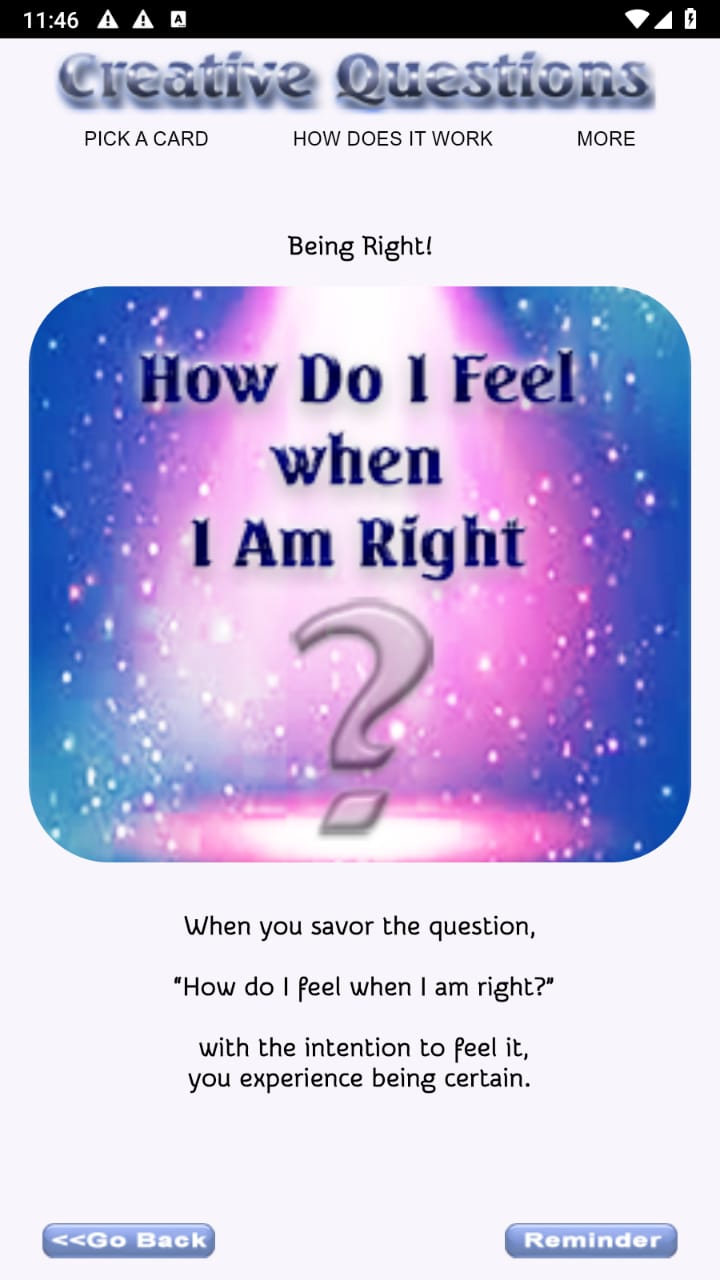 11:46
Creative Questions
PICK A CARD HOW DOES IT WORK MORE
Being Right!
How Do I Feel
when
I Am Right
?
When you savor the question,
"How do I feel when I am right?"
with the intention to feel it,
you experience being certain.
<<Go Back Reminder